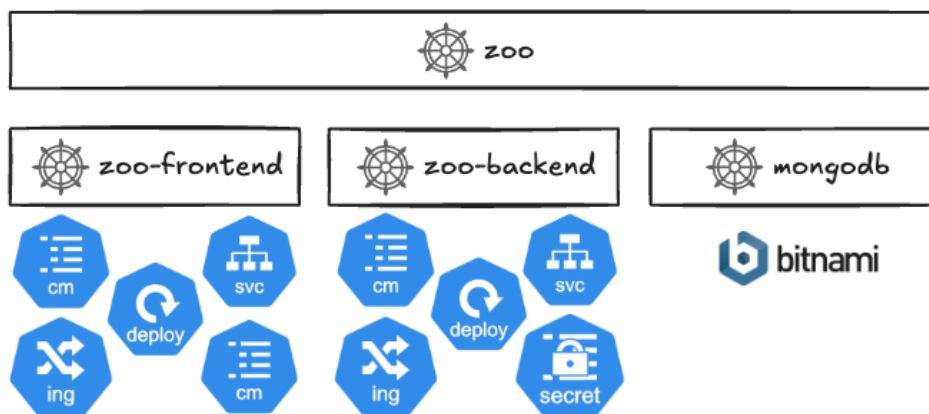 zoo
zoo-frontend
zoo-backend
mongodb
cm
svc
deploy
ing
cm
cm
svc
deploy
ing
secret
bitnami